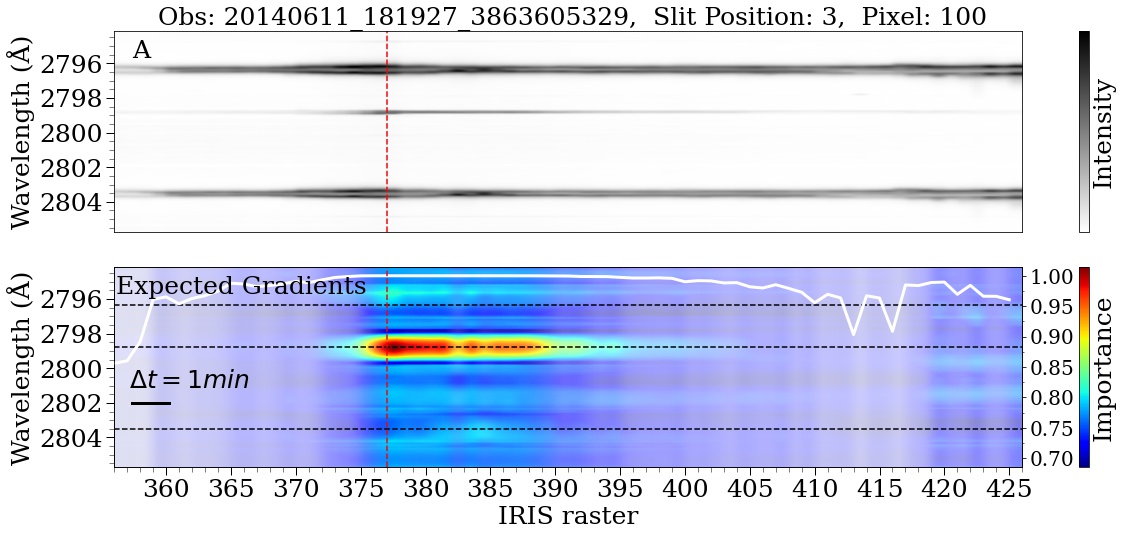 Obs: 20140611_181927_3863605329, Slit Position: 3, Pixel: 100
A
Wavelength (Å)
2796
2798
2800
2802
2804
Intensity
Expected Gradients
Δt = 1min
Wavelength (Å)
2796
2798
2800
2802
2804
1.00
0.95
0.90
0.85
0.80
0.75
0.70
Importance
360 365 370 375 380 385 390 395 400 405 410 415 420 425
IRIS raster